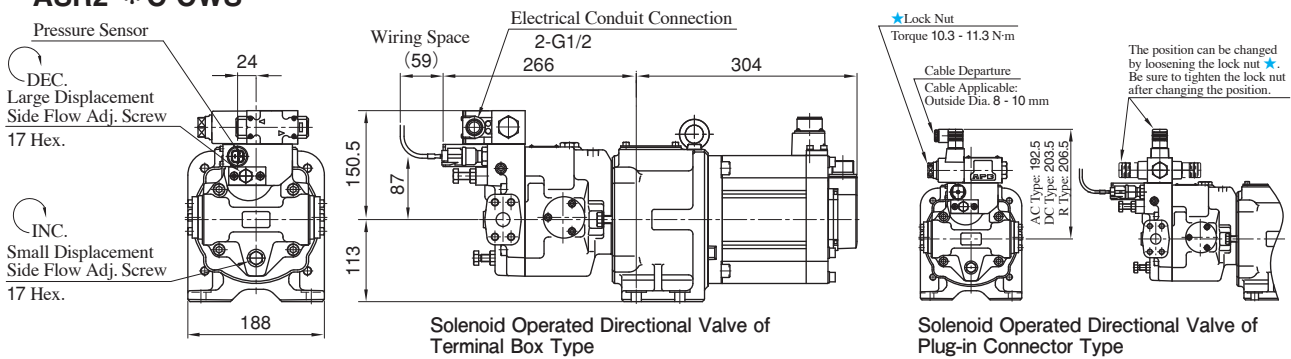 Pressure Sensor
24
DEC.
Large Displacement
Side Flow Adj. Screw
17 Hex.
INC.
Small Displacement
Side Flow Adj. Screw
17 Hex.
188
Electrical Conduit Connection
2-G1/2
Wiring Space
(59)
266
304
150.5
87
113
Solenoid Operated Directional Valve of
Terminal Box Type
★Lock Nut
Torque 10.3 - 11.3 N·m
Cable Departure
Cable Applicable:
Outside Dia. 8 - 10 mm
AC Type: 192.5
DC Type: 203.5
R Type: 206.5
The position can be changed
by loosening the lock nut ★.
Be sure to tighten the lock nut
after changing the position.
Solenoid Operated Directional Valve of
Plug-in Connector Type